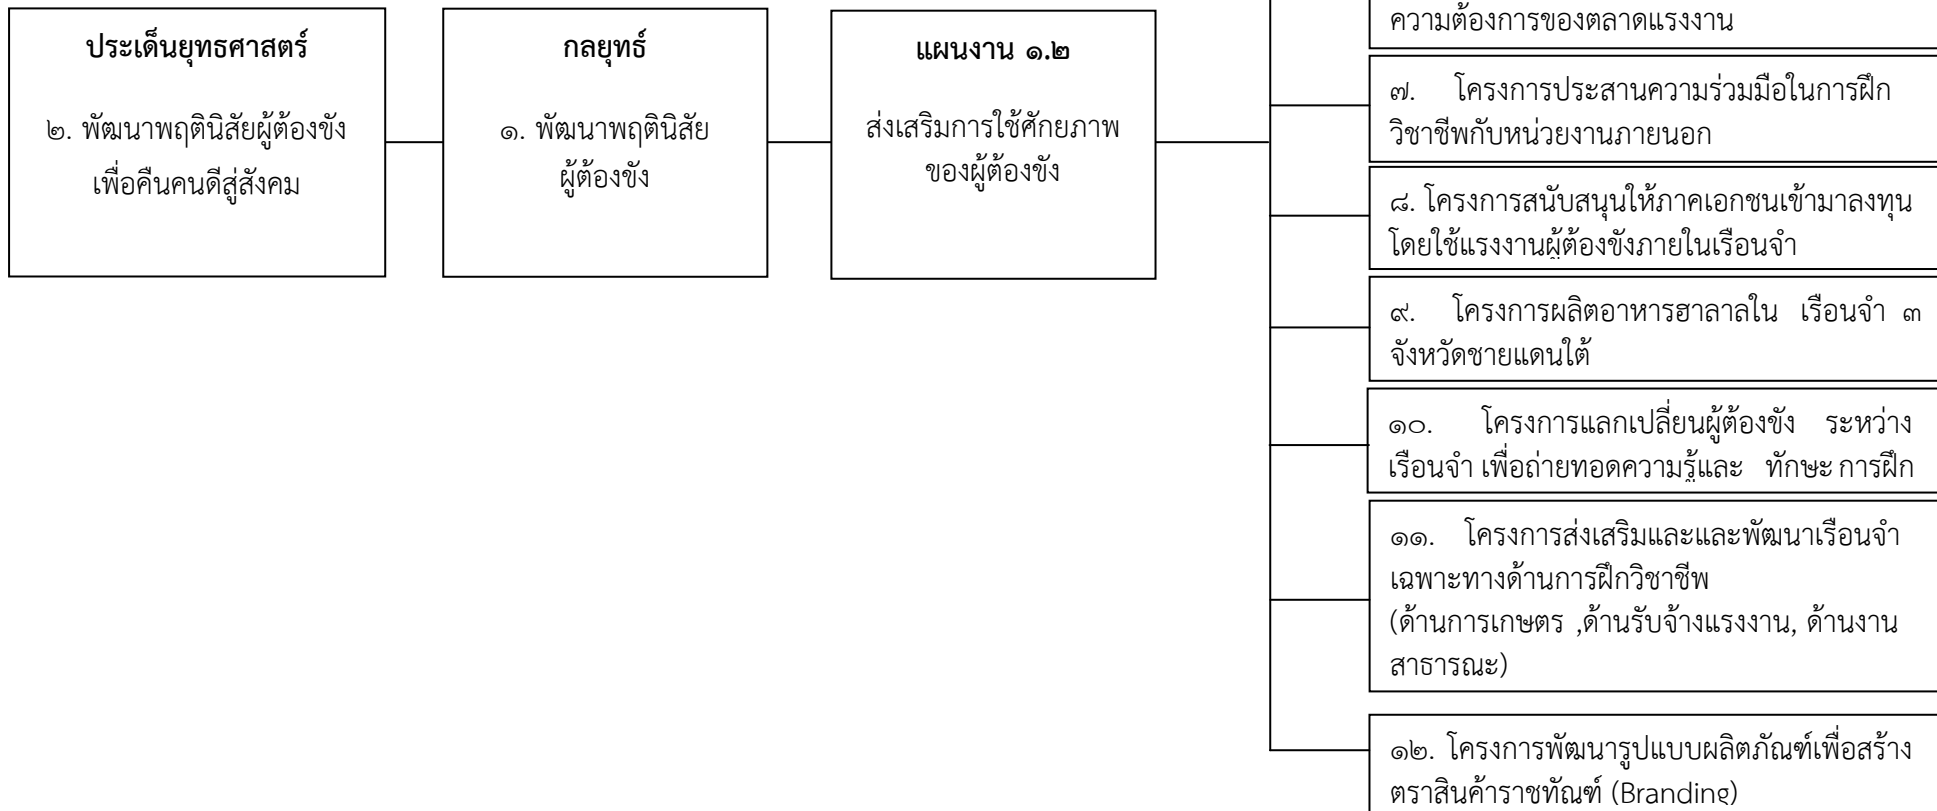 ประเด็นยุทธศาสตร์
๒. พัฒนาพฤตินิสัยผู้ต้องขัง
เพื่อคืนคนดีสู่สังคม
กลยุทธ์
๑. พัฒนาพฤตินิสัย
ผู้ต้องขัง
แผนงาน ๑.๒
ส่งเสริมการใช้ศักยภาพ
ของผู้ต้องขัง
ความต้องการของตลาดแรงงาน
๗. โครงการประสานความร่วมมือในการฝึก
วิชาชีพกับหน่วยงานภายนอก
๘. โครงการสนับสนุนให้ภาคเอกชนเข้ามาลงทุน
โดยใช้แรงงานผู้ต้องขังภายในเรือนจำ
๙. โครงการผลิตอาหารฮาลาลใน เรือนจำ ๓
จังหวัดชายแดนใต้
๑๐. โครงการแลกเปลี่ยนผู้ต้องขัง ระหว่าง
เรือนจำ เพื่อถ่ายทอดความรู้และ ทักษะ การฝึก
๑๑. โครงการส่งเสริมและและพัฒนาเรือนจำ
เฉพาะทางด้านการฝึกวิชาชีพ
(ด้านการเกษตร ,ด้านรับจ้างแรงงาน, ด้านงาน
สาธารณะ)
๑๒. โครงการพัฒนารูปแบบผลิตภัณฑ์เพื่อสร้าง
ตราสินค้าราชทัณฑ์ (Branding)